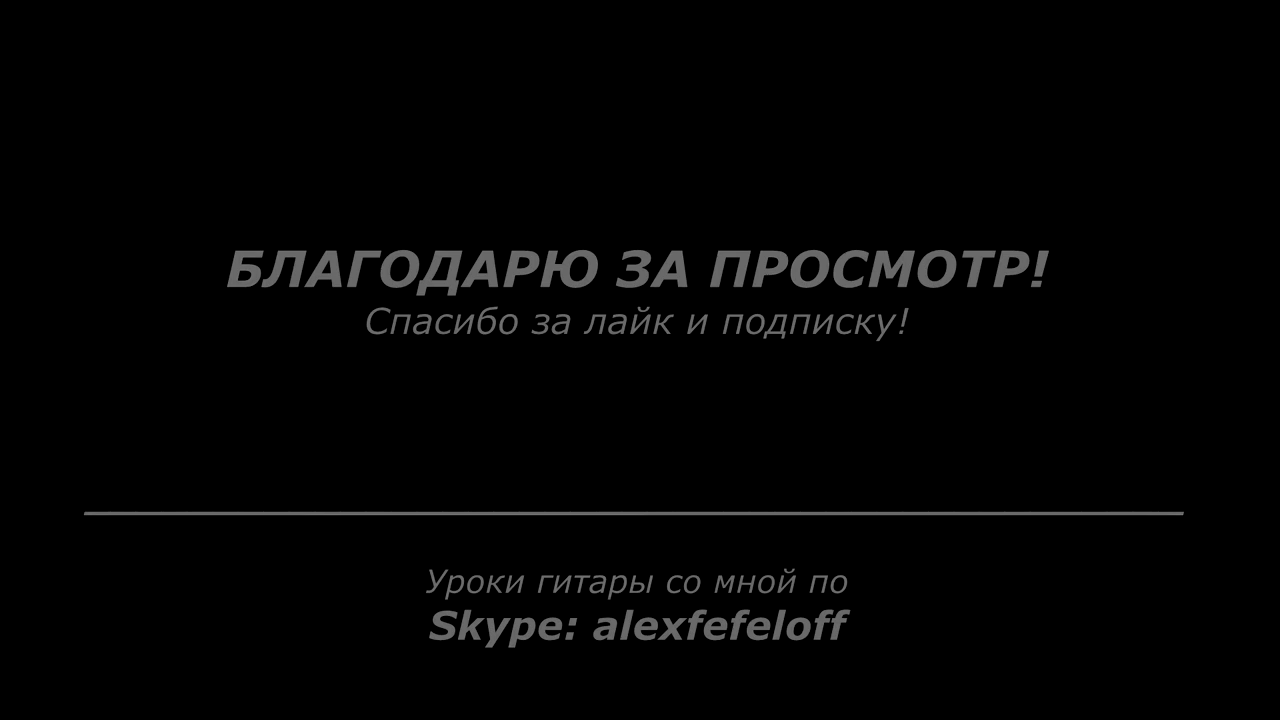 БЛАГОДАРЮ ЗА ПРОСМОТР!
Спасибо за лайк и подписку!
Уроки гитары со мной по
Skype: alexfefeloff